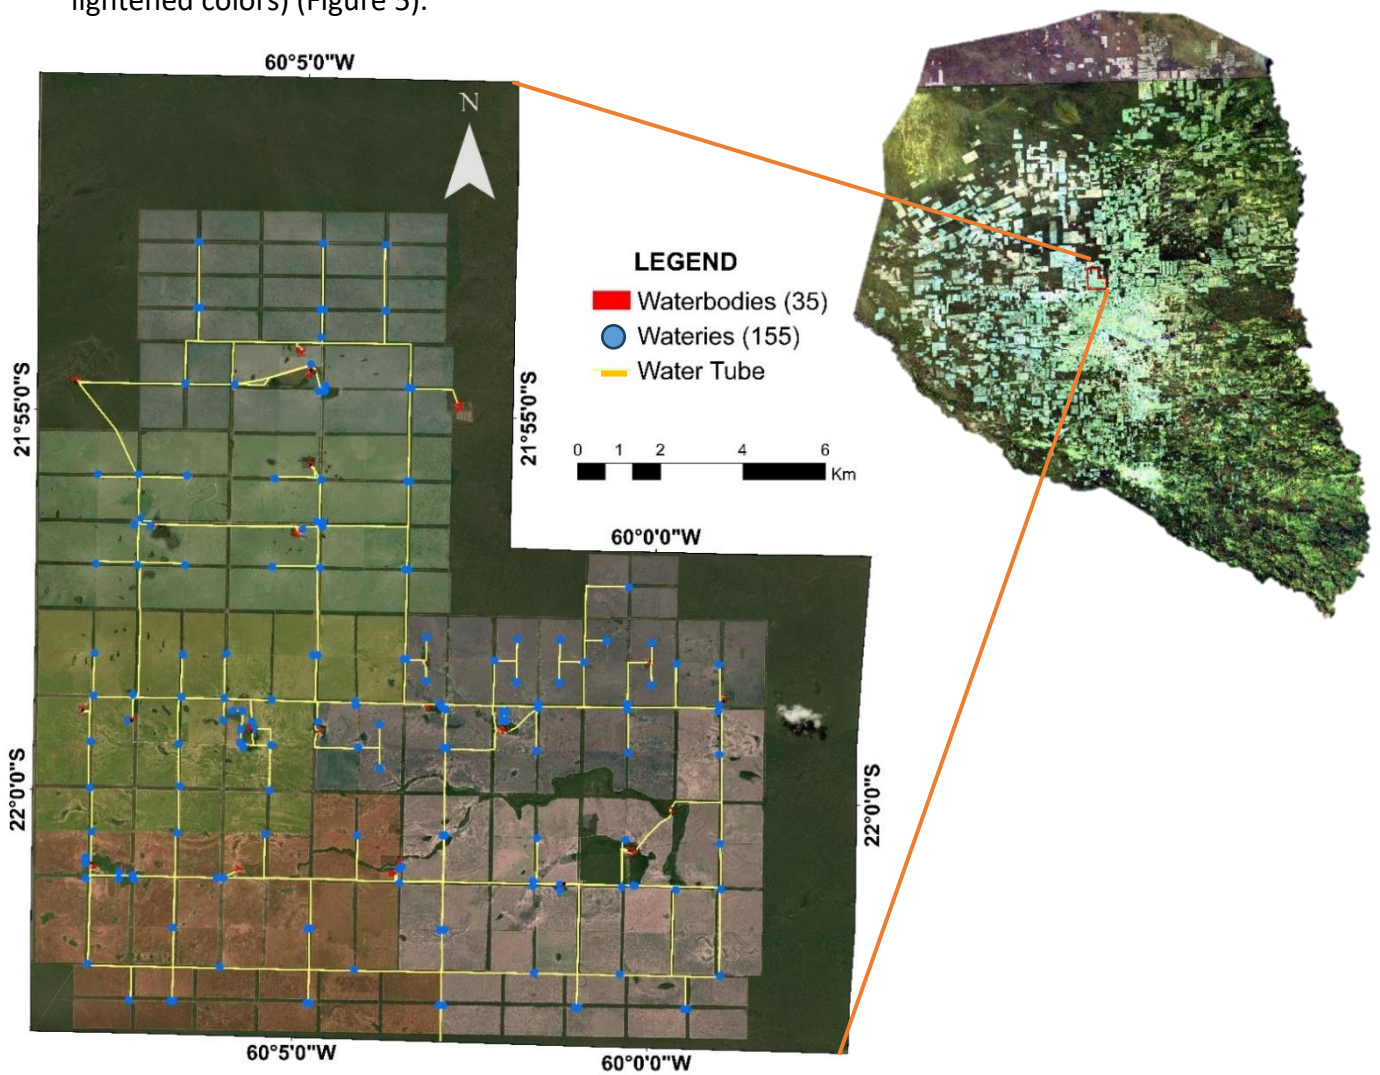 lightened colors) (Figure 5).
60°5'0"W
N
LEGEND
Waterbodies (35)
Wateries (155)
Water Tube
21°55'0"S
21°55'0"S
0 1 2 4 6
Km
60°0'0"W
22°0'0"S
22°0'0"S
60°5'0"W
60°0'0"W